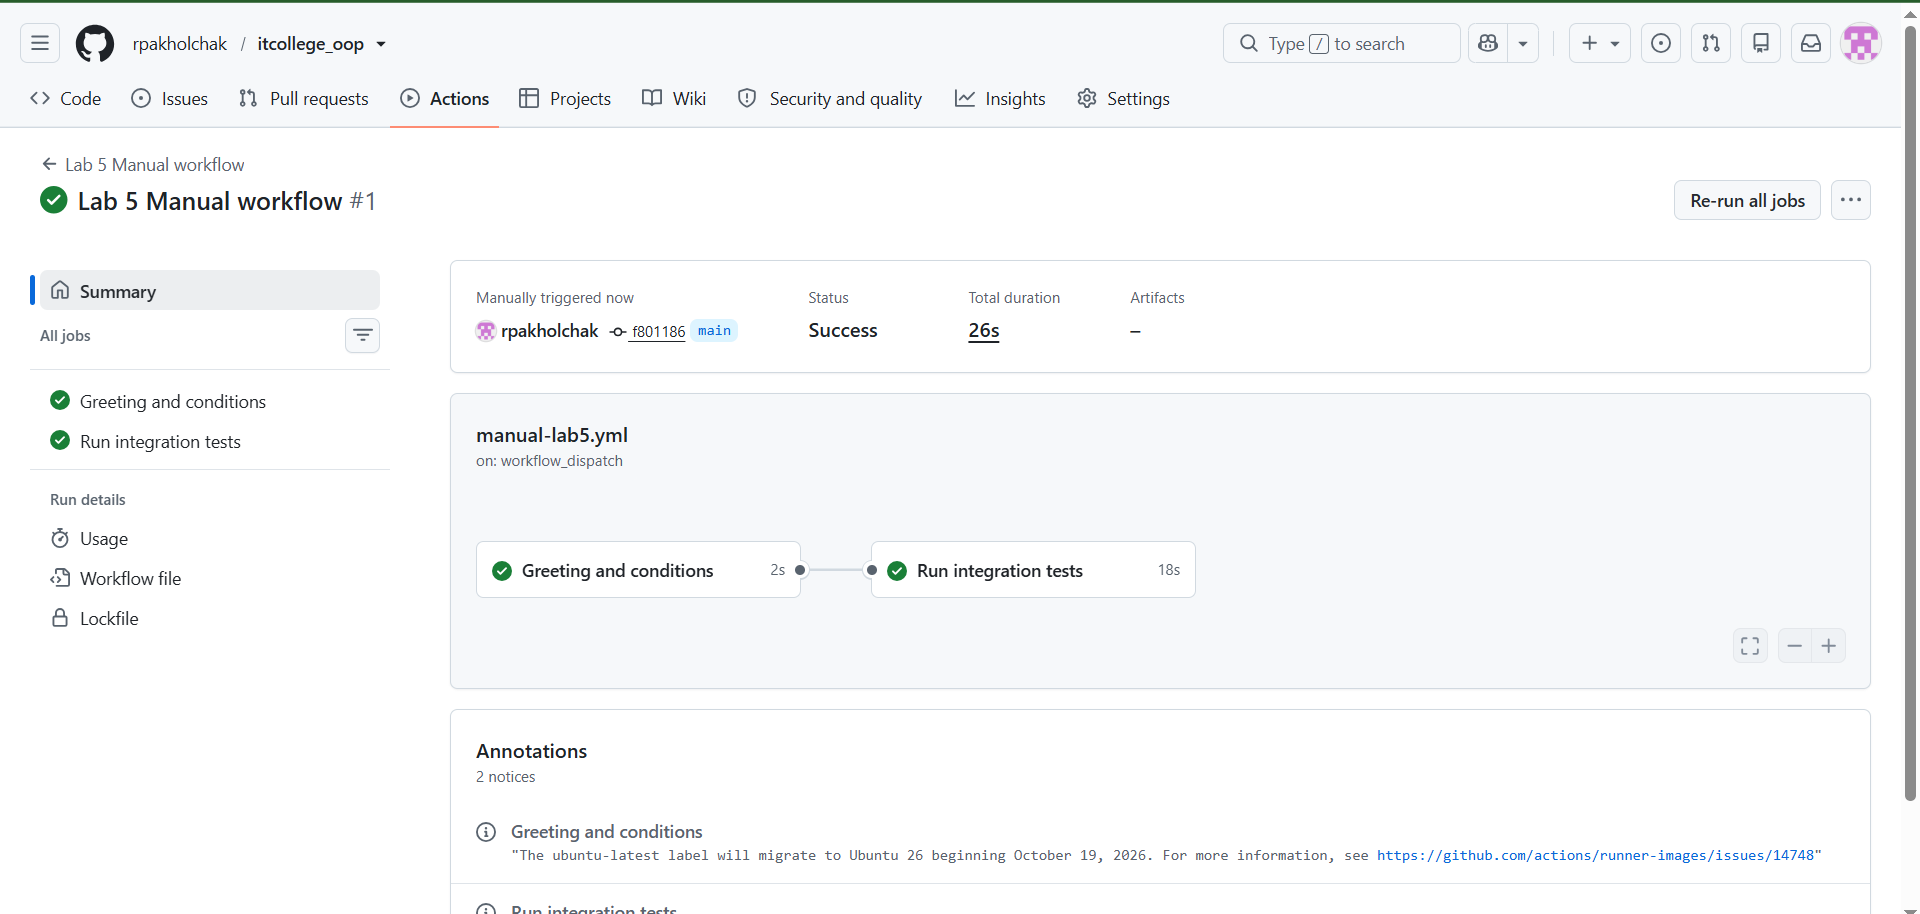 rpakholchak / itcollege_oop
Type / to search
Code
Issues
Pull requests
Actions
Projects
Wiki
Security and quality
Insights
Settings
Lab 5 Manual workflow
Lab 5 Manual workflow #1
Re-run all jobs
Summary
All jobs
Greeting and conditions
Run integration tests
Run details
Usage
Workflow file
Lockfile
Manually triggered now
rpakholchak f801186 main
Status
Success
Total duration
26s
Artifacts
–
manual-lab5.yml
on: workflow_dispatch
Greeting and conditions 2s
Run integration tests 18s
Annotations
2 notices
Greeting and conditions
"The ubuntu-latest label will migrate to Ubuntu 26 beginning October 19, 2026. For more information, see https://github.com/actions/runner-images/issues/14748"
Run integration tests